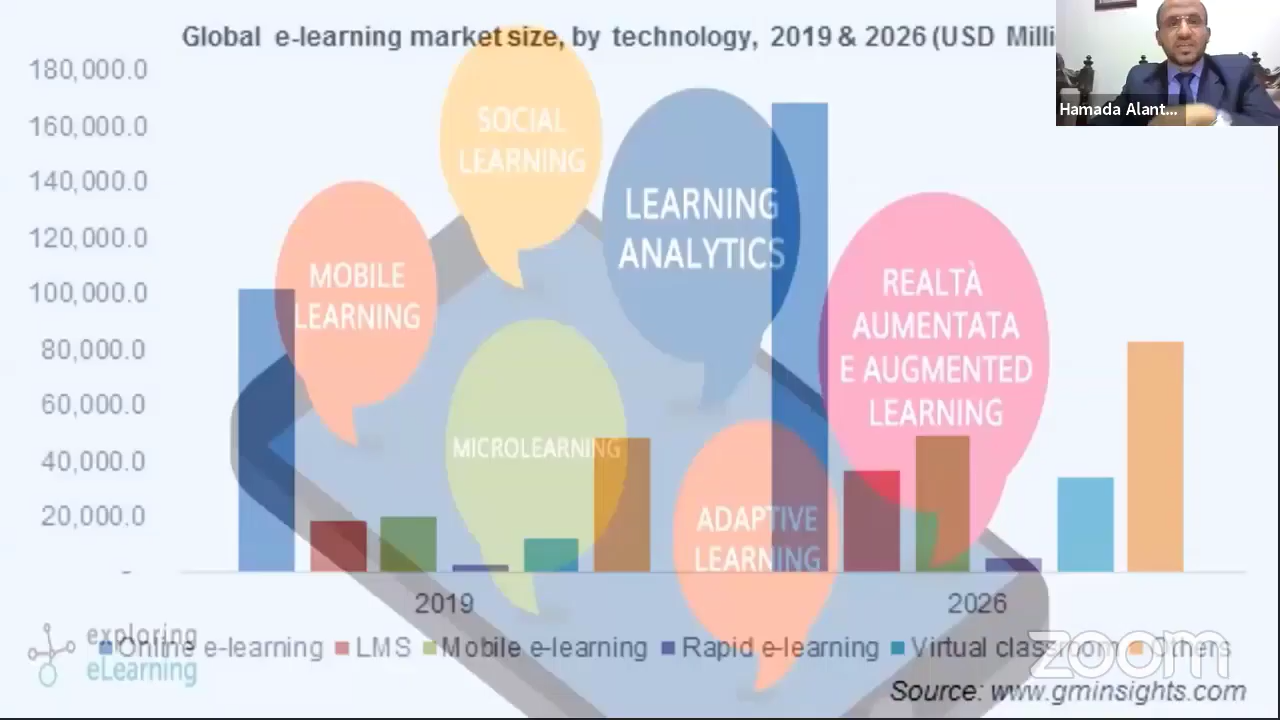 Global e-learning market size, by technology, 2019 & 2026 (USD Milli
Hamada Alant...
180,000.0
160,000.0
140,000.0
120,000.0
100,000.0
80,000.0
60,000.0
40,000.0
20,000.0
-
SOCIAL
LEARNING
LEARNING
ANALYTICS
MOBILE
LEARNING
REALTÀ
AUMENTATA
E AUGMENTED
LEARNING
MICROLEARNING
ADAPTIVE
LEARNING
2019
2026
exploring
eLearning
Online e-learning LMS Mobile e-learning Rapid e-learning Virtual classroom Others
zoom
Source: www.gminsights.com